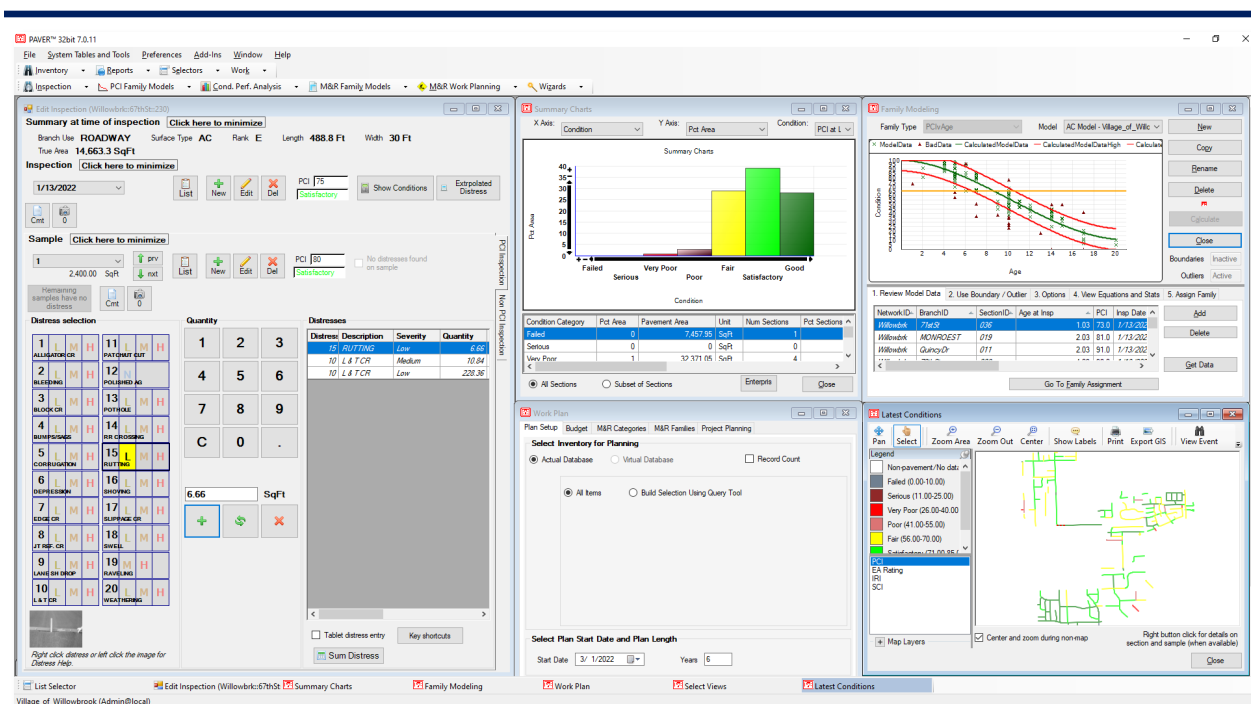 PAVER™ 32bit 7.0.11
File System Tables and Tools Preferences Add-Ins Window Help
Inventory Reports Selectors Work
Inspection PCI Family Models Cond. Perf. Analysis M&R Family Models M&R Work Planning Wizards
Edit Inspection (Willowbrk::67thSt::230)
Summary at time of inspection Click here to minimize
Branch Use ROADWAY Surface Type AC Rank E Length 488.8 Ft Width 30 Ft
True Area 14,663.3 SqFt
Inspection Click here to minimize
1/13/2022 List New Edit Del PCI 75 Satisfactory Show Conditions Extrpolated Distress
Cmt 0
Sample Click here to minimize
1 prv
2,400.00 SqFt nxt List New Edit Del PCI 80 Satisfactory No distresses found on sample
Remaining samples have no distress Cmt 0
PCI Inspection
Non PCI Inspection
Distress selection
1 L M H ALLIGATOR CR
11 L M H PATCH/UT CUT
2 L M H BLEEDING
12 N POLISHED AG
3 L M H BLOCK CR
13 L M H POTHOLE
4 L M H BUMPS/SAGS
14 L M H RR CROSSING
5 L M H CORRUGATION
15 L M H RUTTING
6 L M H DEPRESSION
16 L M H SHOVING
7 L M H EDGE CR
17 L M H SLIPPAGE CR
8 L M H JT REF. CR
18 L M H SWELL
9 L M H LANE SH DROP
19 M H RAVELING
10 L M H L & T CR
20 L M H WEATHERING
Right click distress or left click the image for Distress Help.
Quantity
1 2 3
4 5 6
7 8 9
C 0 .
6.66 SqFt
Distresses
Distress Description Severity Quantity
15 RUTTING Low 6.66
10 L & T CR Medium 10.84
10 L & T CR Low 228.36
Tablet distress entry Key shortcuts
Sum Distress
Summary Charts
X Axis: Condition Y Axis: Pct Area Condition: PCI at L
Summary Charts
Pct Area
40
35
30
25
20
15
10
5
0
Failed Very Poor Fair Good
Serious Poor Satisfactory
Condition
Condition Category Pct Area Pavement Area Unit Num Sections Pct Sections
Failed 0 7,457.95 SqFt 1
Serious 0 0 SqFt 0
Very Poor 1 32,371.05 SqFt 4
All Sections Subset of Sections Enterpris Close
Work Plan
Plan Setup Budget M&R Categories M&R Families Project Planning
Select Inventory for Planning
Actual Database Virtual Database Record Count
All Items Build Selection Using Query Tool
Select Plan Start Date and Plan Length
Start Date 3/ 1/2022 Years 6
Family Modeling
Family Type PCIvAge Model AC Model - Village_of_Willc
ModelData BadData CalculatedModelData CalculatedModelDataHigh Calculate
Condition
0 2 4 6 8 10 12 14 16 18 20
Age
New
Copy
Rename
Delete
Calculate
Close
Boundaries Inactive
Outliers Active
1. Review Model Data 2. Use Boundary / Outlier 3. Options 4. View Equations and Stats 5. Assign Family
NetworkID BranchID SectionID Age at Insp PCI Insp Date
Willowbrk 71stSt 036 1.03 73.0 1/13/202
Willowbrk MONROEST 019 2.03 81.0 1/13/202
Willowbrk QuincyDr 011 2.03 91.0 1/13/202
Add
Delete
Get Data
Go To Family Assignment
Latest Conditions
Pan Select Zoom Area Zoom Out Center Show Labels Print Export GIS View Event
Legend
Non-pavement/No data
Failed (0.00-10.00)
Serious (11.00-25.00)
Very Poor (26.00-40.00
Poor (41.00-55.00)
Fair (56.00-70.00)
Satisfactory (71.00-85.(
PCI
EA Rating
IRI
SCI
Map Layers
Center and zoom during non-map
Right button click for details on section and sample (when available)
Close
List Selector Edit Inspection (Willowbrk::67thSt Summary Charts Family Modeling Work Plan Select Views Latest Conditions
Village of Willowbrook (Admin@local)